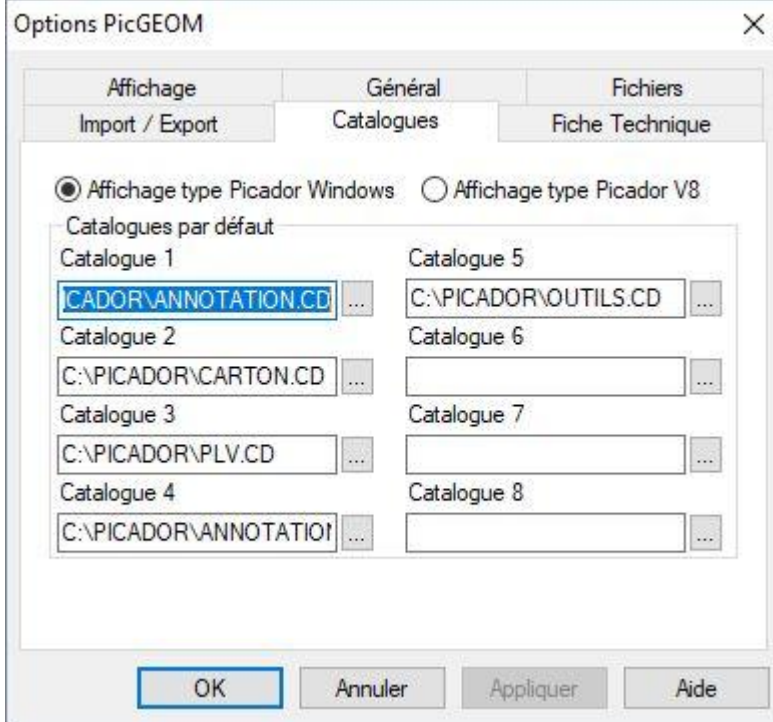 Options PicGEOM
Affichage Général Fichiers
Import / Export Catalogues Fiche Technique
Affichage type Picador Windows Affichage type Picador V8
Catalogues par défaut
Catalogue 1 Catalogue 5
ICADOR\ANNOTATION.CD ... C:\PICADOR\OUTILS.CD ...
Catalogue 2 Catalogue 6
C:\PICADOR\CARTON.CD ... ...
Catalogue 3 Catalogue 7
C:\PICADOR\PLV.CD ... ...
Catalogue 4 Catalogue 8
C:\PICADOR\ANNOTATION ... ...
OK Annuler Appliquer Aide